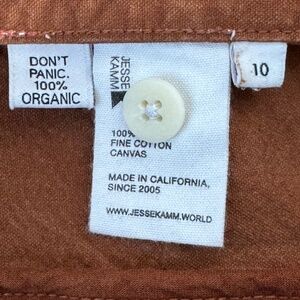 DON'T
PANIC.
100%
ORGANIC
JESSE
KAMM
10
100%
FINE COTTON
CANVAS
MADE IN CALIFORNIA,
SINCE 2005
WWW.JESSEKAMM.WORLD